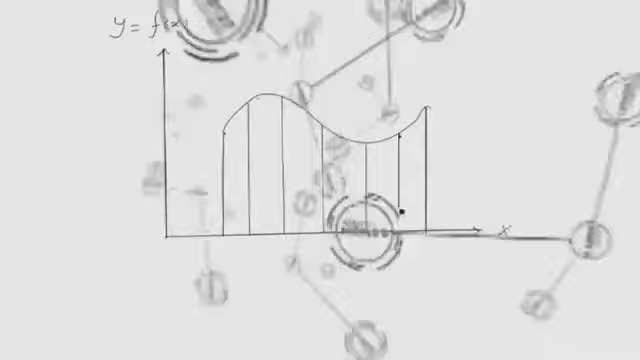 y = f(x)
x